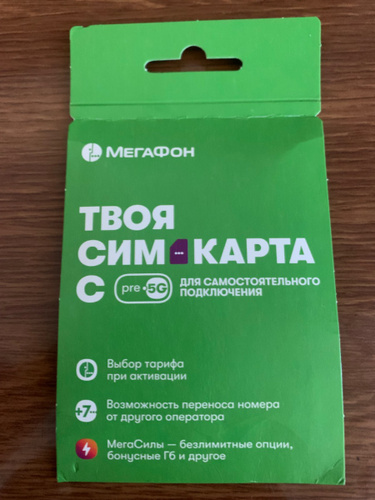 МЕГАФОН
ТВОЯ
СИМ-КАРТА
С pre•5G ДЛЯ САМОСТОЯТЕЛЬНОГО
ПОДКЛЮЧЕНИЯ
Выбор тарифа
при активации
+7 Возможность переноса номера
от другого оператора
МегаСилы — безлимитные опции,
бонусные Гб и другое